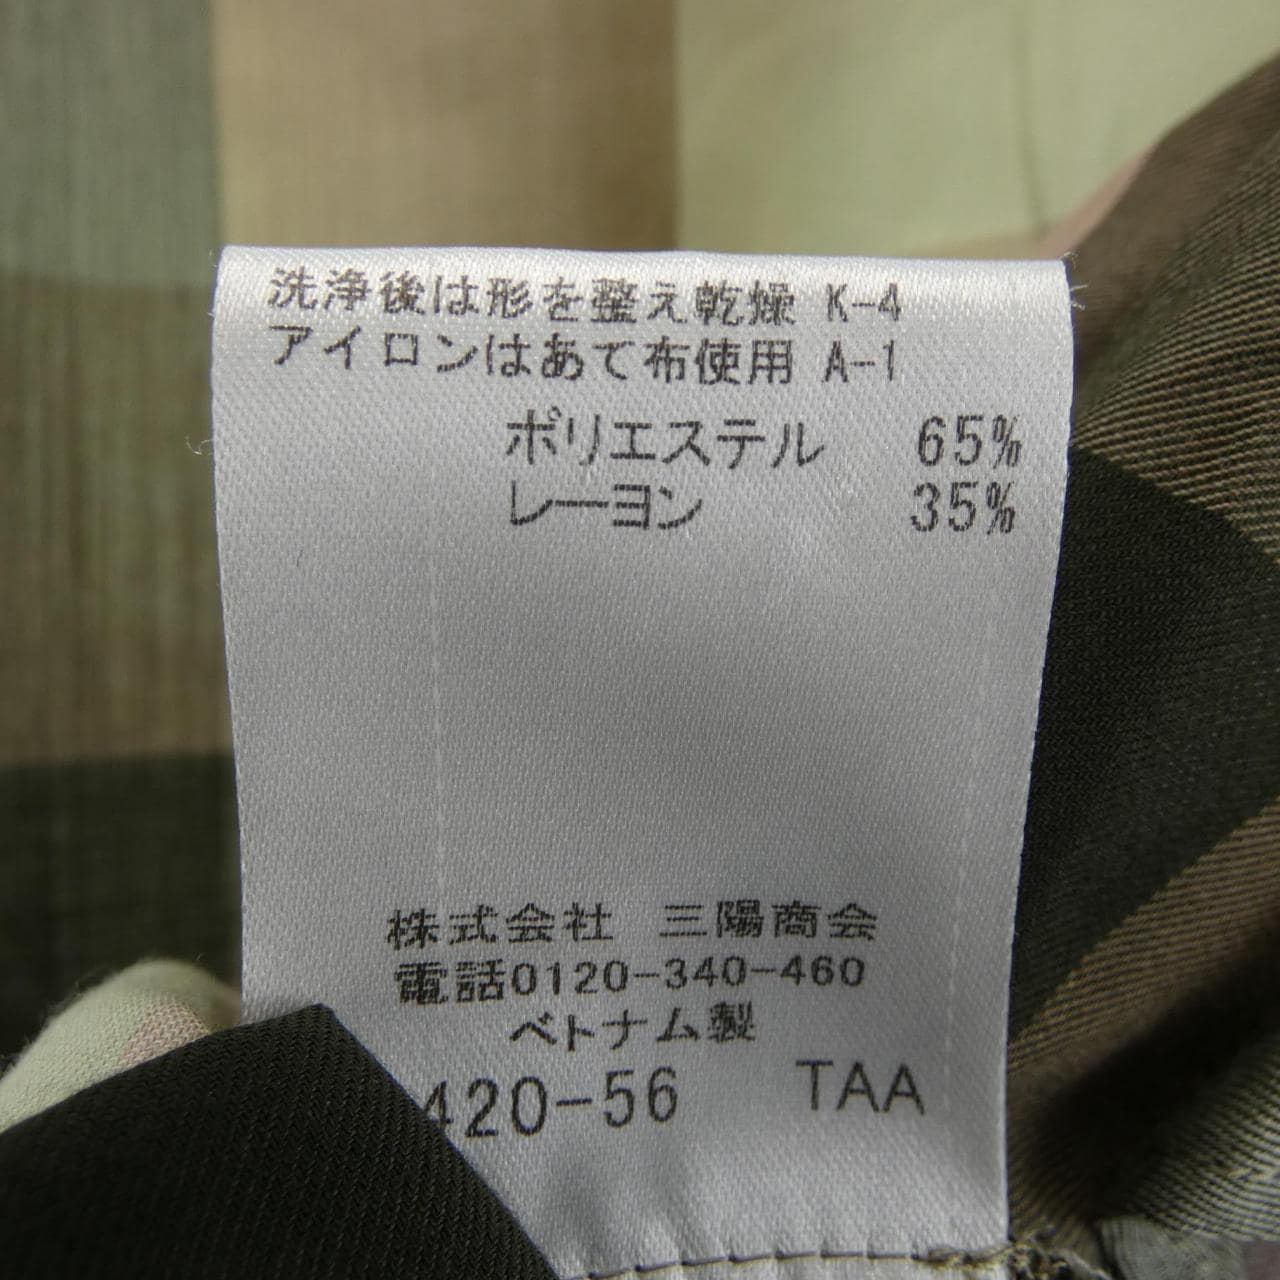 洗浄後は形を整え乾燥 K-4
アイロンはあて布使用 A-1
ポリエステル 65%
レーヨン 35%
株式会社 三陽商会
電話0120-340-460
ベトナム製
420-56 TAA